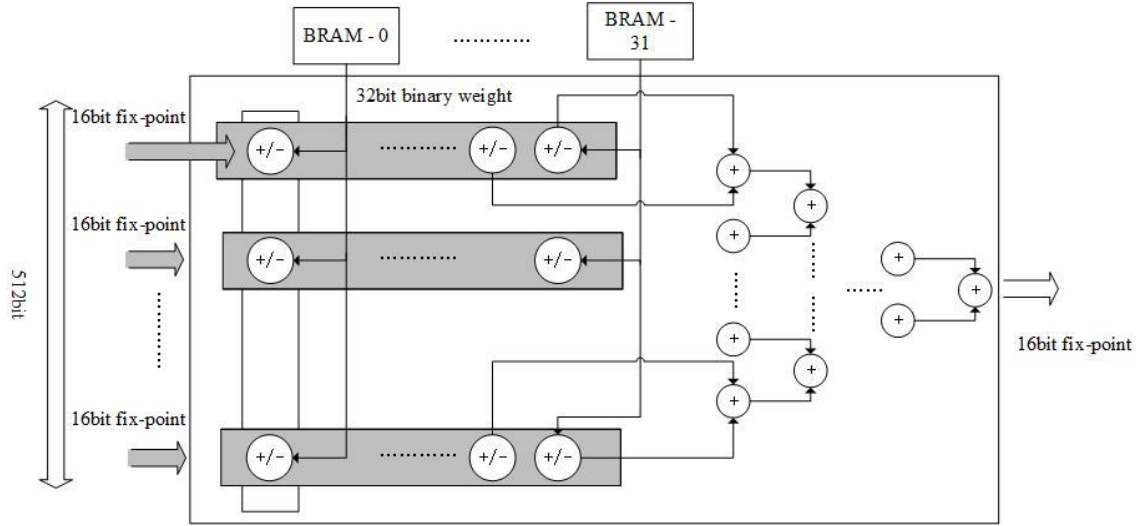 BRAM - 0
............
BRAM -
31
32bit binary weight
16bit fix-point
+/−
............
+/−
+/−
+
+
16bit fix-point
+/−
............
+/−
+
+
......
+
+
512bit
16bit fix-point
+
+
+
16bit fix-point
+/−
............
+/−
+/−